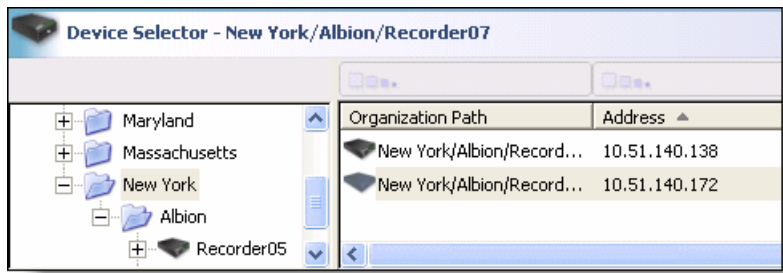 Device Selector - New York/Albion/Recorder07
Organization Path Address
Maryland
Massachusetts
New York
Albion
Recorder05
New York/Albion/Record... 10.51.140.138
New York/Albion/Record... 10.51.140.172